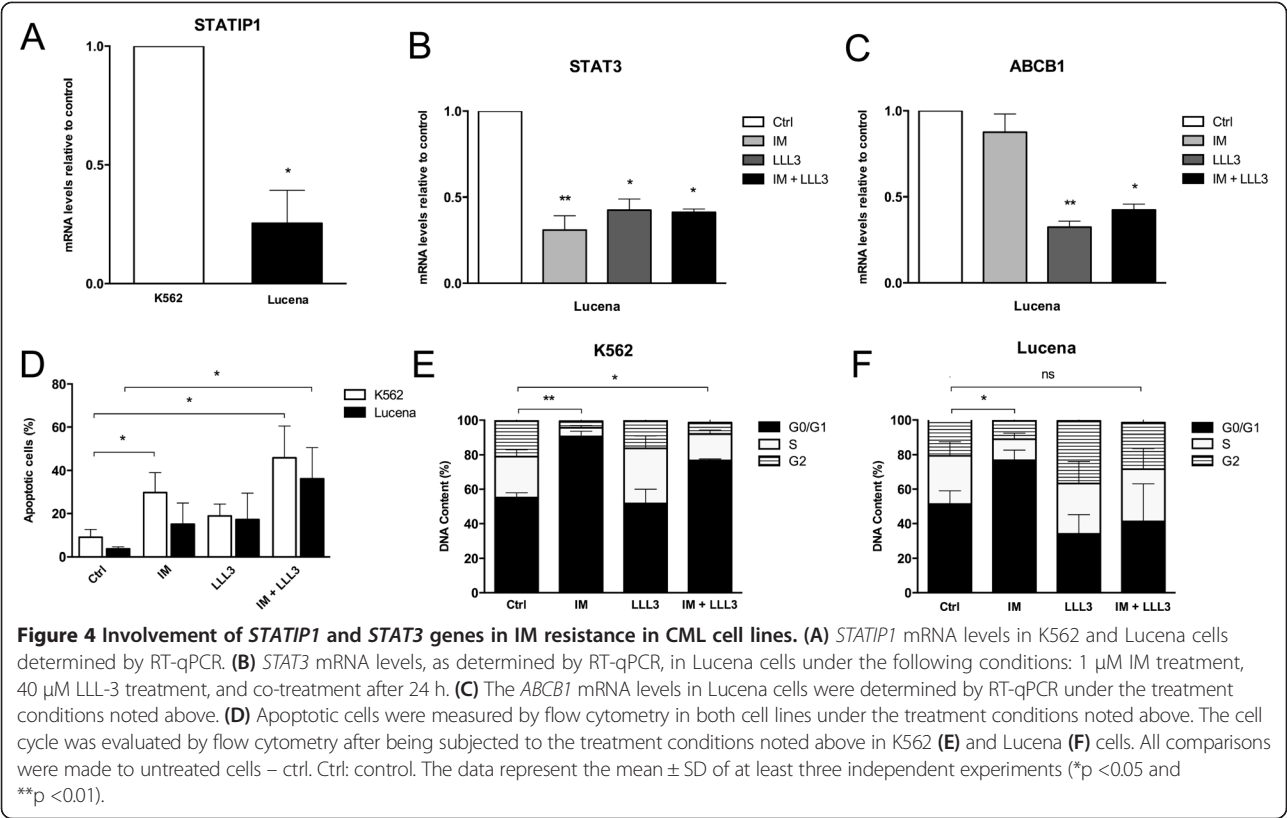 A
STATIP1
mRNA levels relative to control
1.0
0.5
0.0
*
K562
Lucena
B
STAT3
mRNA levels relative to control
1.0
0.5
0.0
**
*
*
Lucena
Ctrl
IM
LLL3
IM + LLL3
C
ABCB1
mRNA levels relative to control
1.0
0.5
0.0
**
*
Lucena
Ctrl
IM
LLL3
IM + LLL3
D
Apoptotic cells (%)
80
60
40
20
0
*
*
*
K562
Lucena
Ctrl
IM
LLL3
IM + LLL3
E
K562
DNA Content (%)
100
80
60
40
20
0
*
**
Ctrl
IM
LLL3
IM + LLL3
G0/G1
S
G2
F
Lucena
DNA Content (%)
100
80
60
40
20
0
ns
*
Ctrl
IM
LLL3
IM + LLL3
G0/G1
S
G2
Figure 4 Involvement of STATIP1 and STAT3 genes in IM resistance in CML cell lines. (A) STATIP1 mRNA levels in K562 and Lucena cells
determined by RT-qPCR. (B) STAT3 mRNA levels, as determined by RT-qPCR, in Lucena cells under the following conditions: 1 μM IM treatment,
40 μM LLL-3 treatment, and co-treatment after 24 h. (C) The ABCB1 mRNA levels in Lucena cells were determined by RT-qPCR under the treatment
conditions noted above. (D) Apoptotic cells were measured by flow cytometry in both cell lines under the treatment conditions noted above. The cell
cycle was evaluated by flow cytometry after being subjected to the treatment conditions noted above in K562 (E) and Lucena (F) cells. All comparisons
were made to untreated cells – ctrl. Ctrl: control. The data represent the mean ± SD of at least three independent experiments (*p <0.05 and
**p <0.01).